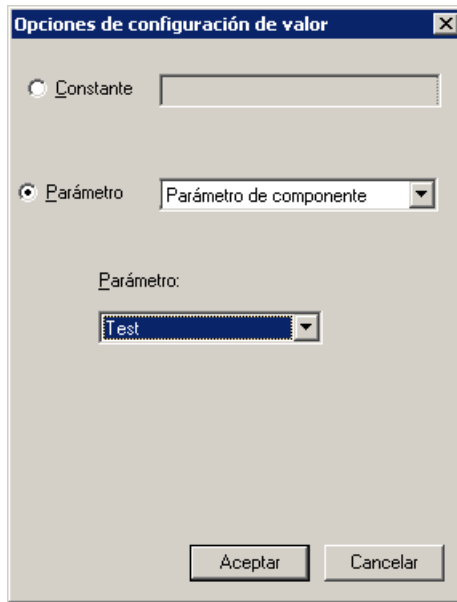 Opciones de configuración de valor
Constante
Parámetro Parámetro de componente
Parámetro:
Test
Aceptar Cancelar